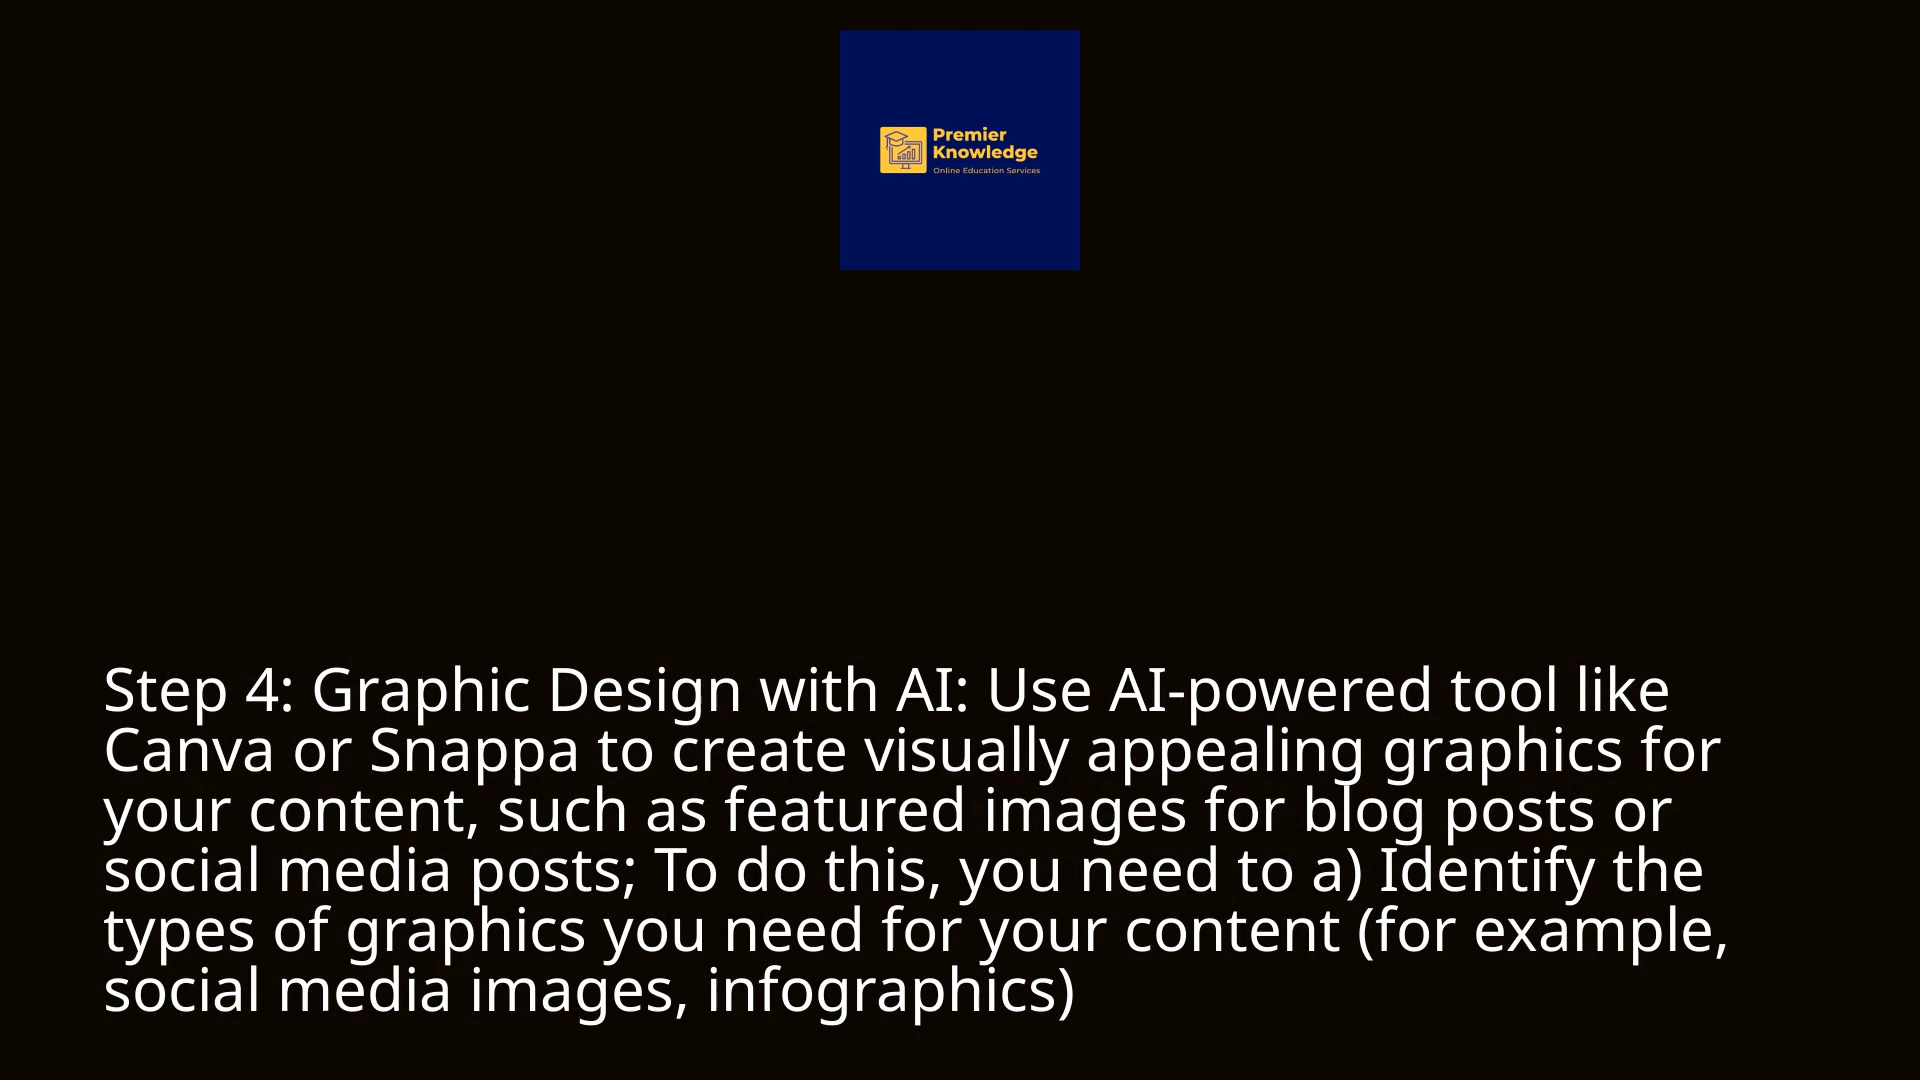 Premier
Knowledge
Online Education Services
Step 4: Graphic Design with AI: Use AI-powered tool like
Canva or Snappa to create visually appealing graphics for
your content, such as featured images for blog posts or
social media posts; To do this, you need to a) Identify the
types of graphics you need for your content (for example,
social media images, infographics)